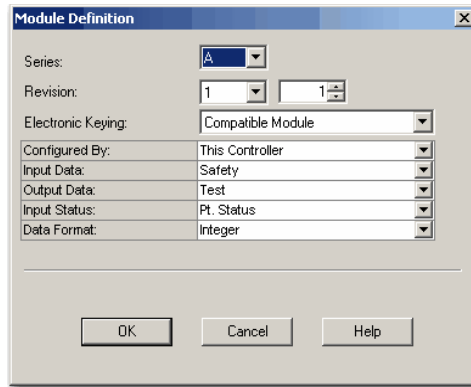 Module Definition
Series: A
Revision: 1 1
Electronic Keying: Compatible Module
Configured By: This Controller
Input Data: Safety
Output Data: Test
Input Status: Pt. Status
Data Format: Integer
OK Cancel Help